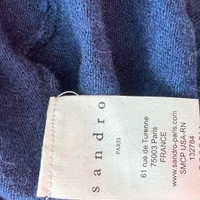 sandro
PARIS
61 rue de Turenne
75003 Paris
FRANCE
www.sandro-paris.com
SMCP USA-RN
132784